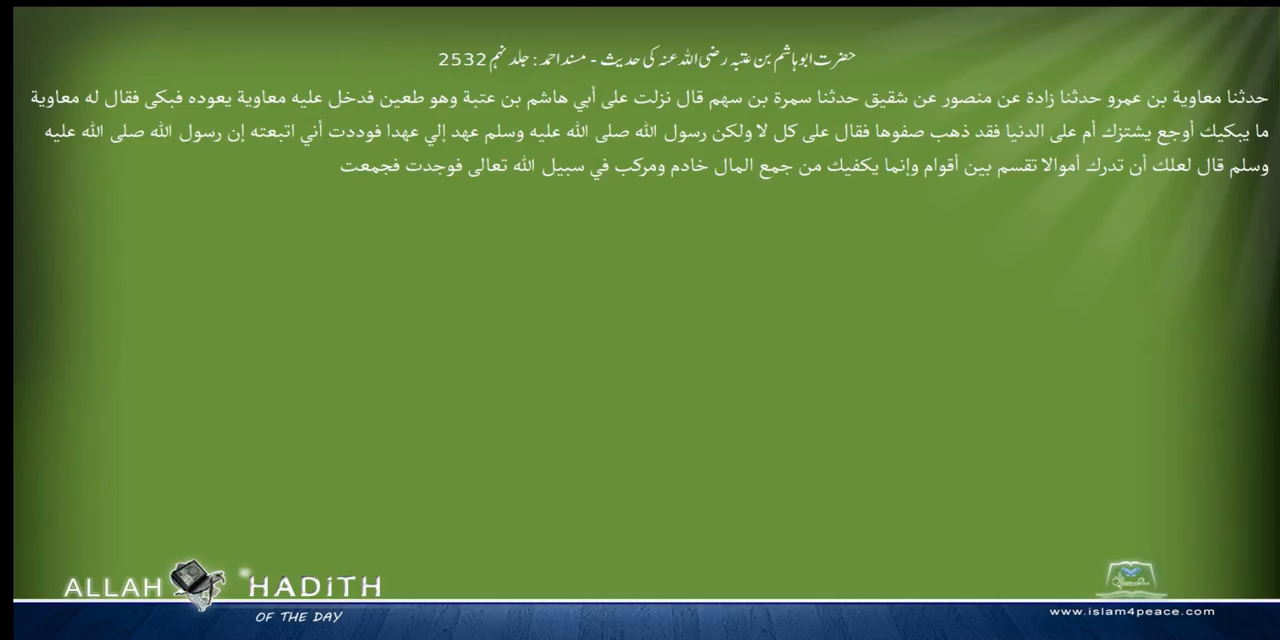 حضرت ابوہاشم بن عتبہ رضی اللہ عنہ کی حدیث - مسند احمد : جلد نہم 2532
حدثنا معاوية بن عمرو حدثنا زادة عن منصور عن شقيق حدثنا سمرة بن سهم قال نزلت على أبي هاشم بن عتبة وهو طعين فدخل عليه معاوية يعوده فبكى فقال له معاوية
ما يبكيك أوجع يشتزك أم على الدنيا فقد ذهب صفوها فقال على كل لا ولكن رسول الله صلى الله عليه وسلم عهد إلي عهدا فوددت أني اتبعته إن رسول الله صلى الله عليه
وسلم قال لعلك أن تدرك أموالا تقسم بين أقوام وإنما يكفيك من جمع المال خادم ومركب في سبيل الله تعالى فوجدت فجمعت
ALLAH HADITH
OF THE DAY
www.islam4peace.com